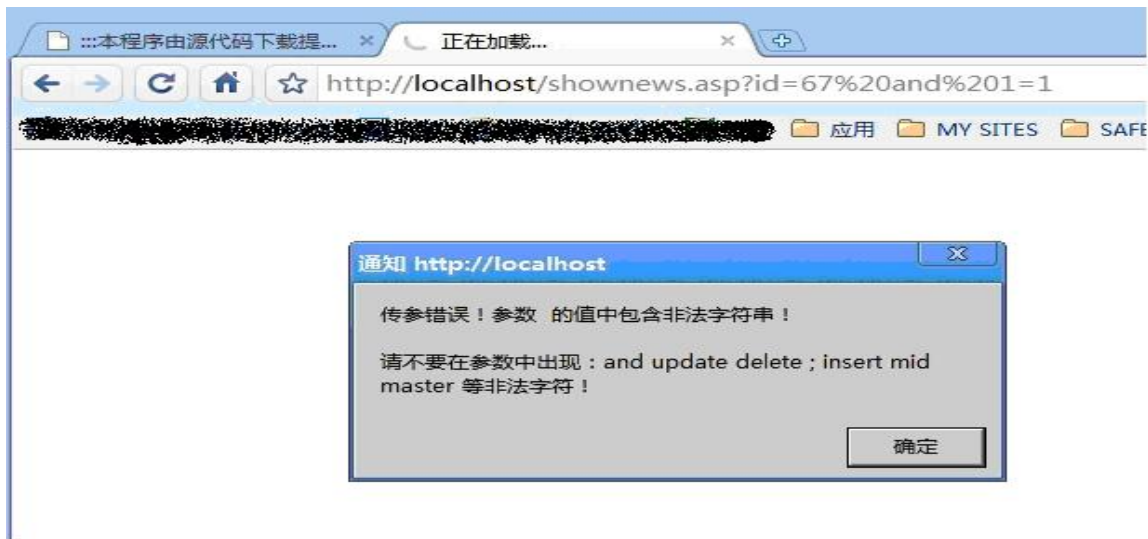 :::本程序由源代码下载提...
正在加载...
http://localhost/shownews.asp?id=67%20and%201=1
应用 MY SITES SAFE
通知 http://localhost
传参错误！参数 的值中包含非法字符串！
请不要在参数中出现：and update delete ; insert mid
master 等非法字符！
确定